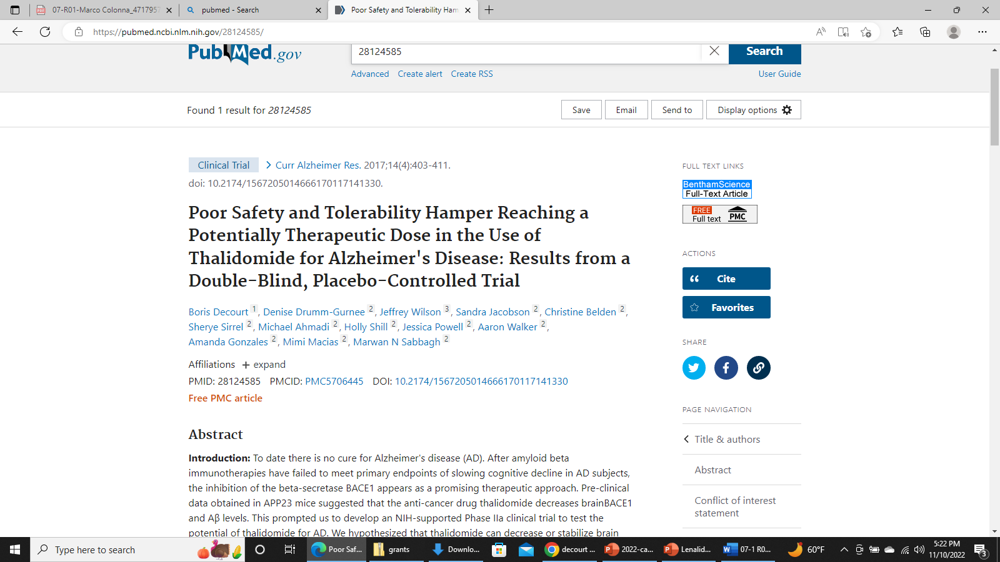 07-R01-Marco Colonna_4717957
pubmed - Search
Poor Safety and Tolerability Ham
https://pubmed.ncbi.nlm.nih.gov/28124585/
PubMed.gov
28124585
Search
Advanced Create alert Create RSS
User Guide
Found 1 result for 28124585
Save Email Send to Display options
Clinical Trial
Curr Alzheimer Res. 2017;14(4):403-411.
doi: 10.2174/1567205014666170117141330.
Poor Safety and Tolerability Hamper Reaching a
Potentially Therapeutic Dose in the Use of
Thalidomide for Alzheimer's Disease: Results from a
Double-Blind, Placebo-Controlled Trial
Boris Decourt 1, Denise Drumm-Gurnee 2, Jeffrey Wilson 3, Sandra Jacobson 2, Christine Belden 2,
Sherye Sirrel 2, Michael Ahmadi 2, Holly Shill 2, Jessica Powell 2, Aaron Walker 2,
Amanda Gonzales 2, Mimi Macias 2, Marwan N Sabbagh 2
Affiliations + expand
PMID: 28124585 PMCID: PMC5706445 DOI: 10.2174/1567205014666170117141330
Free PMC article
Abstract
Introduction: To date there is no cure for Alzheimer's disease (AD). After amyloid beta
immunotherapies have failed to meet primary endpoints of slowing cognitive decline in AD subjects,
the inhibition of the beta-secretase BACE1 appears as a promising therapeutic approach. Pre-clinical
data obtained in APP23 mice suggested that the anti-cancer drug thalidomide decreases brainBACE1
and Aβ levels. This prompted us to develop an NIH-supported Phase IIa clinical trial to test the
potential of thalidomide for AD. We hypothesized that thalidomide can decrease or stabilize brain
FULL TEXT LINKS
BenthamScience
Full-Text Article
FREE
Full text
PMC
ACTIONS
Cite
Favorites
SHARE
PAGE NAVIGATION
Title & authors
Abstract
Conflict of interest
statement
Type here to search
Poor Saf...
grants
Downlo...
decourt ...
2022-ca...
Lenalid...
07-1 R0...
60°F
5:22 PM
11/10/2022
3